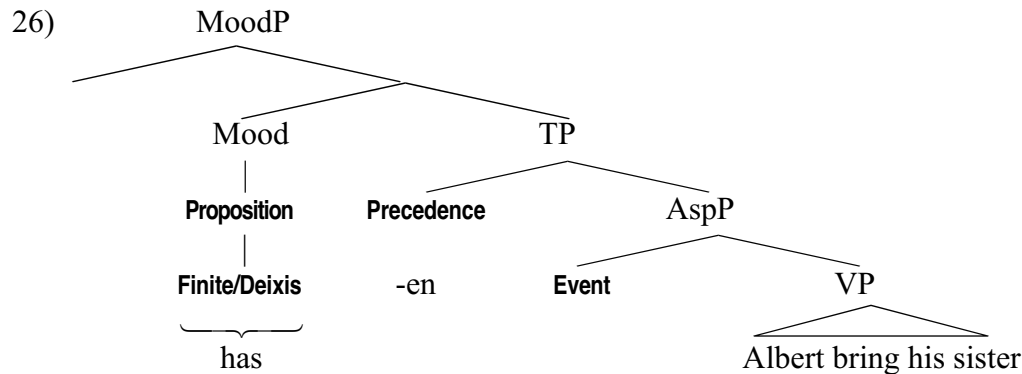 26) MoodP
Mood TP
Proposition Precedence AspP
Finite/Deixis -en Event VP
has Albert bring his sister